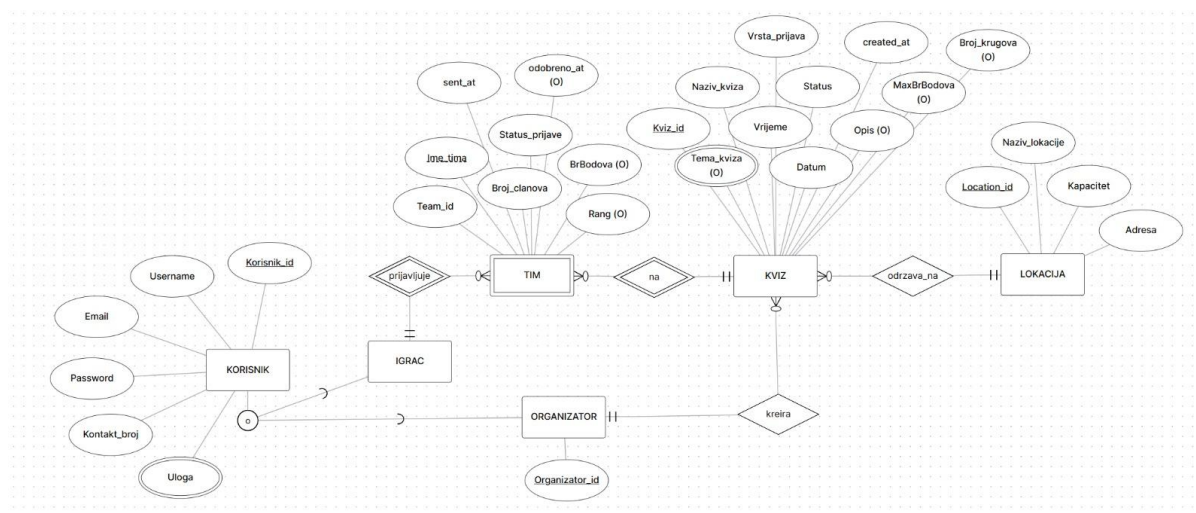 Vrsta_prijava
created_at
Broj_krugova
(O)
odobreno_at
(O)
sent_at
Naziv_kviza
Status
MaxBrBodova
(O)
Kviz_id
Vrijeme
Opis (O)
Status_prijave
Naziv_lokacije
Ime_tima
BrBodova (O)
Tema_kviza
(O)
Datum
Broj_clanova
Location_id
Kapacitet
Team_id
Rang (O)
Adresa
Korisnik_id
Username
prijavljuje
TIM
na
KVIZ
odrzava_na
LOKACIJA
Email
IGRAC
KORISNIK
Password
ORGANIZATOR
kreira
o
Kontakt_broj
Uloga
Organizator_id